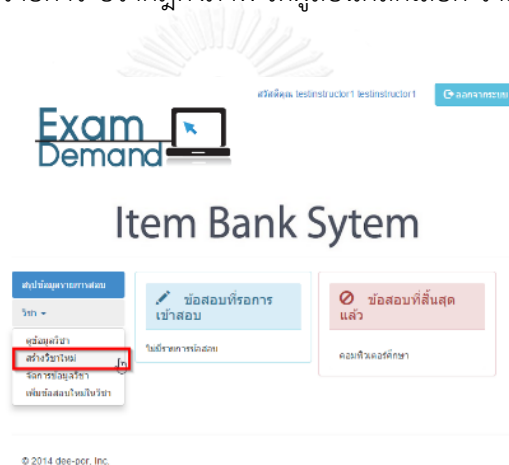 สวัสดีคุณ testinstructor1 testinstructor1
ออกจากระบบ
Exam
Demand
Item Bank Sytem
สรุปข้อมูลรายการสอบ
วิชา
ดูข้อมูลวิชา
สร้างวิชาใหม่
จัดการข้อมูลวิชา
เพิ่มข้อสอบใหม่ในวิชา
ข้อสอบที่รอการ
เข้าสอบ
ไม่มีรายการข้อสอบ
ข้อสอบที่สิ้นสุด
แล้ว
คอมพิวเตอร์ศึกษา
© 2014 dee-por, Inc.